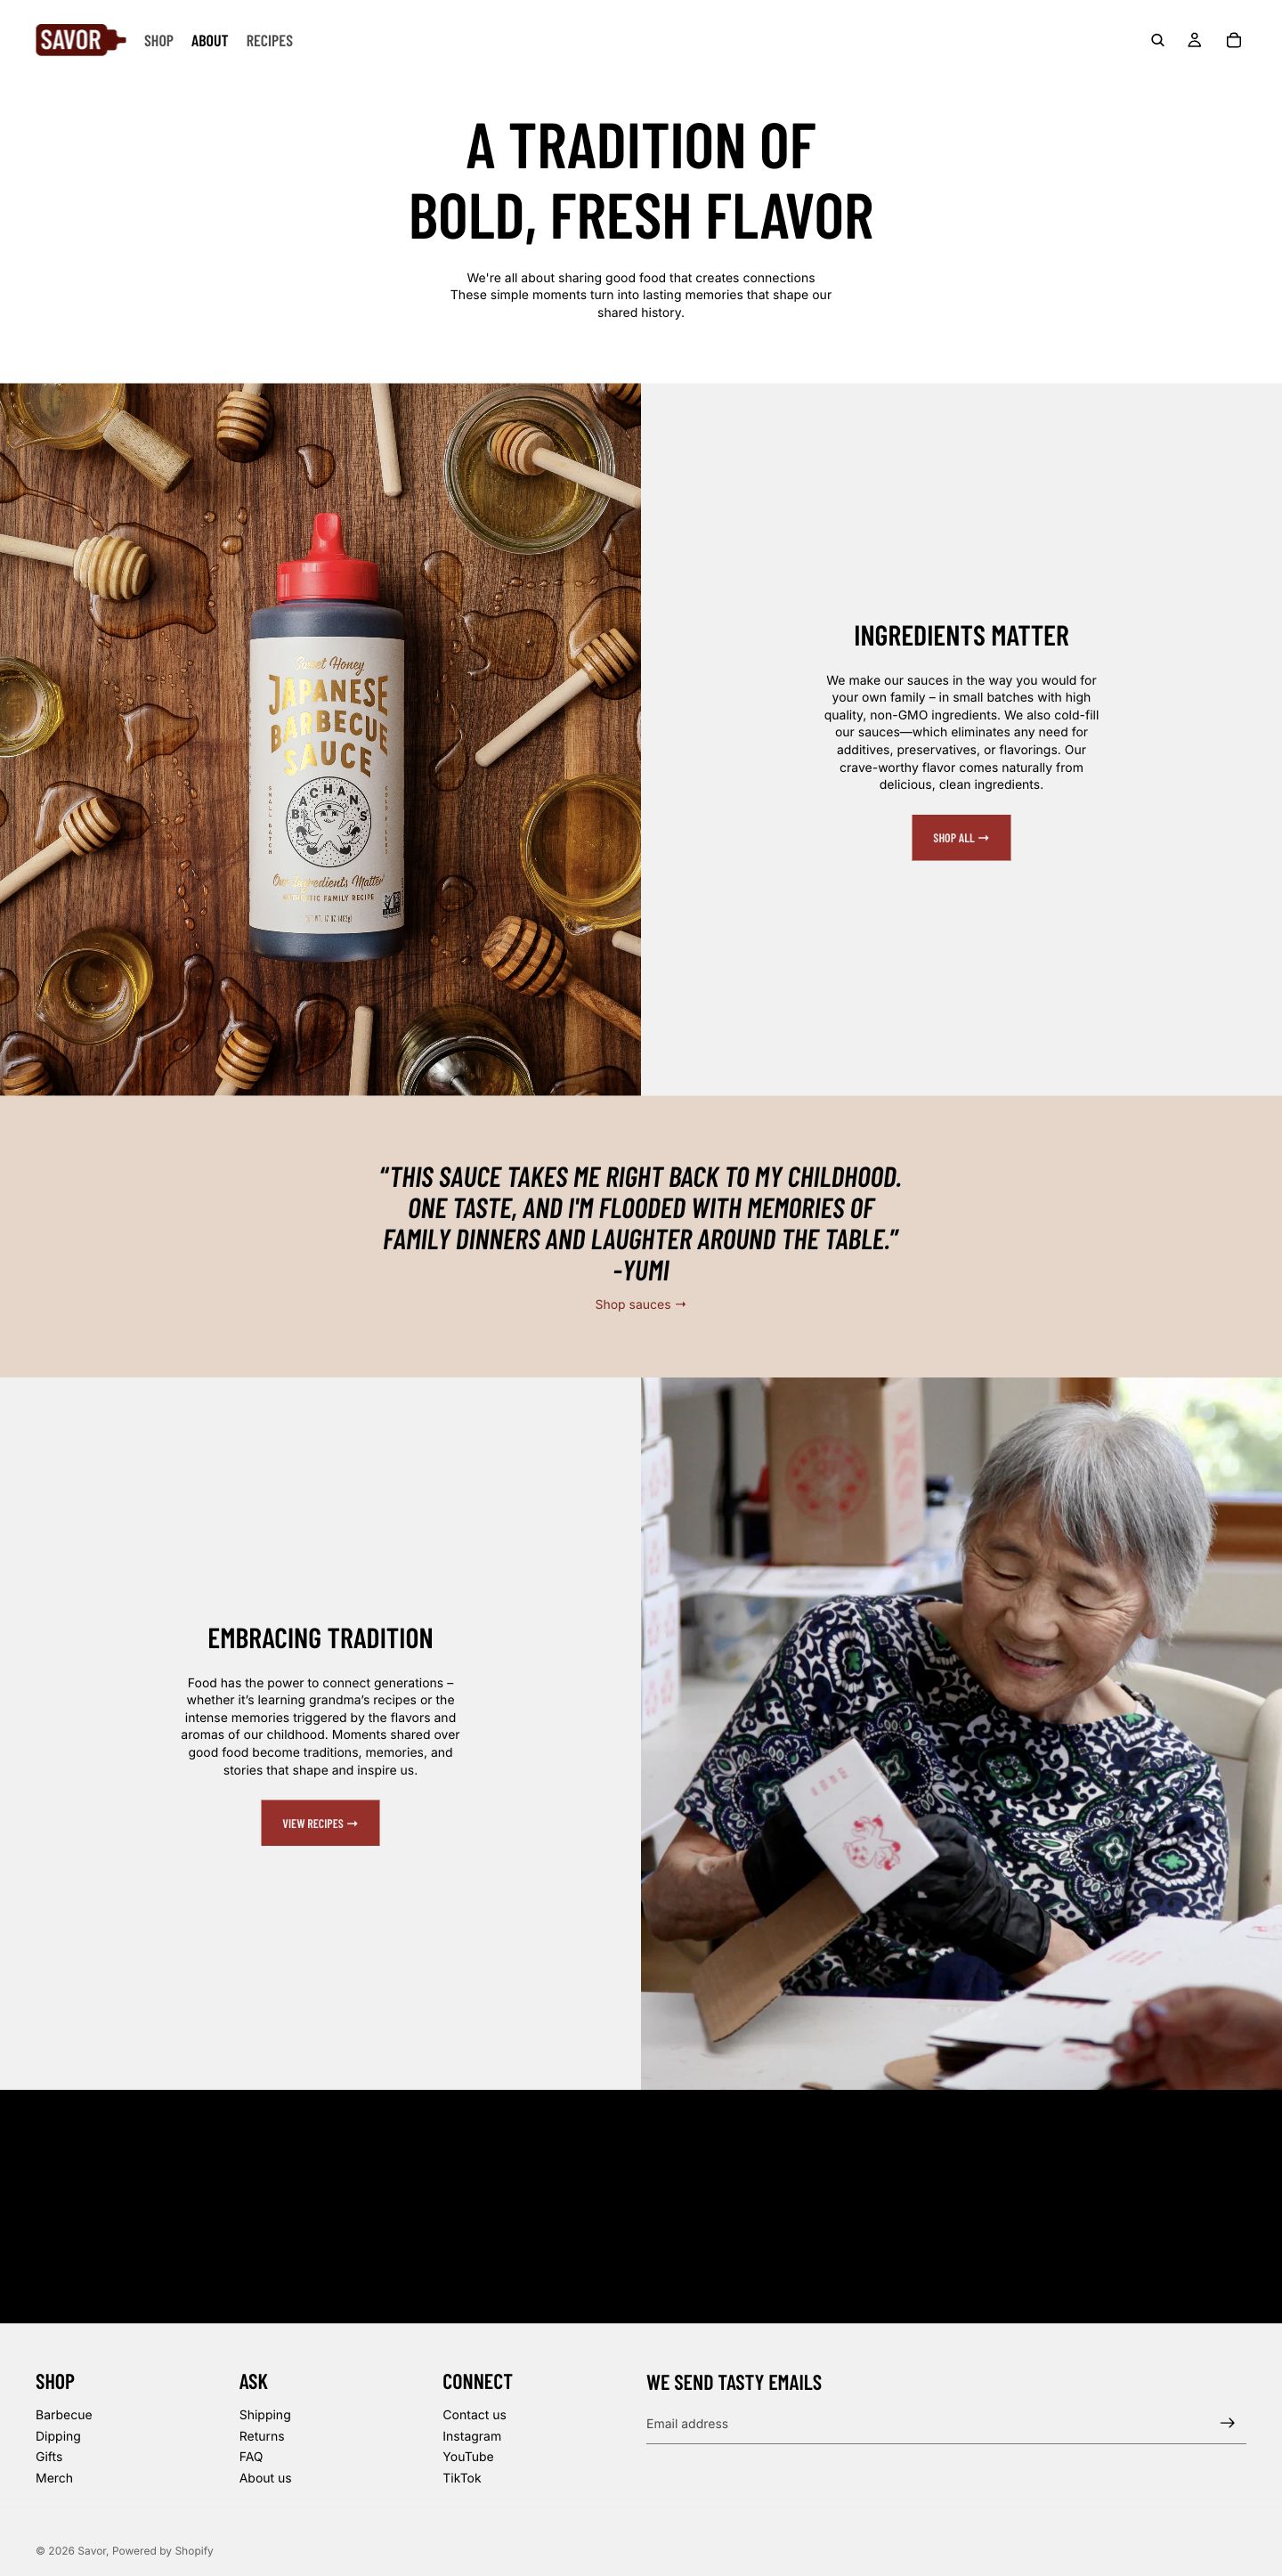 SAVOR
SHOP
ABOUT
RECIPES
A TRADITION OF
BOLD, FRESH FLAVOR
We're all about sharing good food that creates connections
These simple moments turn into lasting memories that shape our
shared history.
Sweet Honey
JAPANESE
BARBECUE
SAUCE
SMALL BATCH
BACHAN'S
COLD FILLED
Our Ingredients Matter
AUTHENTIC FAMILY RECIPE
INGREDIENTS MATTER
We make our sauces in the way you would for
your own family – in small batches with high
quality, non-GMO ingredients. We also cold-fill
our sauces—which eliminates any need for
additives, preservatives, or flavorings. Our
crave-worthy flavor comes naturally from
delicious, clean ingredients.
SHOP ALL →
“THIS SAUCE TAKES ME RIGHT BACK TO MY CHILDHOOD.
ONE TASTE, AND I'M FLOODED WITH MEMORIES OF
FAMILY DINNERS AND LAUGHTER AROUND THE TABLE.”
-YUMI
Shop sauces →
EMBRACING TRADITION
Food has the power to connect generations –
whether it’s learning grandma’s recipes or the
intense memories triggered by the flavors and
aromas of our childhood. Moments shared over
good food become traditions, memories, and
stories that shape and inspire us.
VIEW RECIPES →
SHOP
Barbecue
Dipping
Gifts
Merch
ASK
Shipping
Returns
FAQ
About us
CONNECT
Contact us
Instagram
YouTube
TikTok
WE SEND TASTY EMAILS
Email address
© 2026 Savor, Powered by Shopify